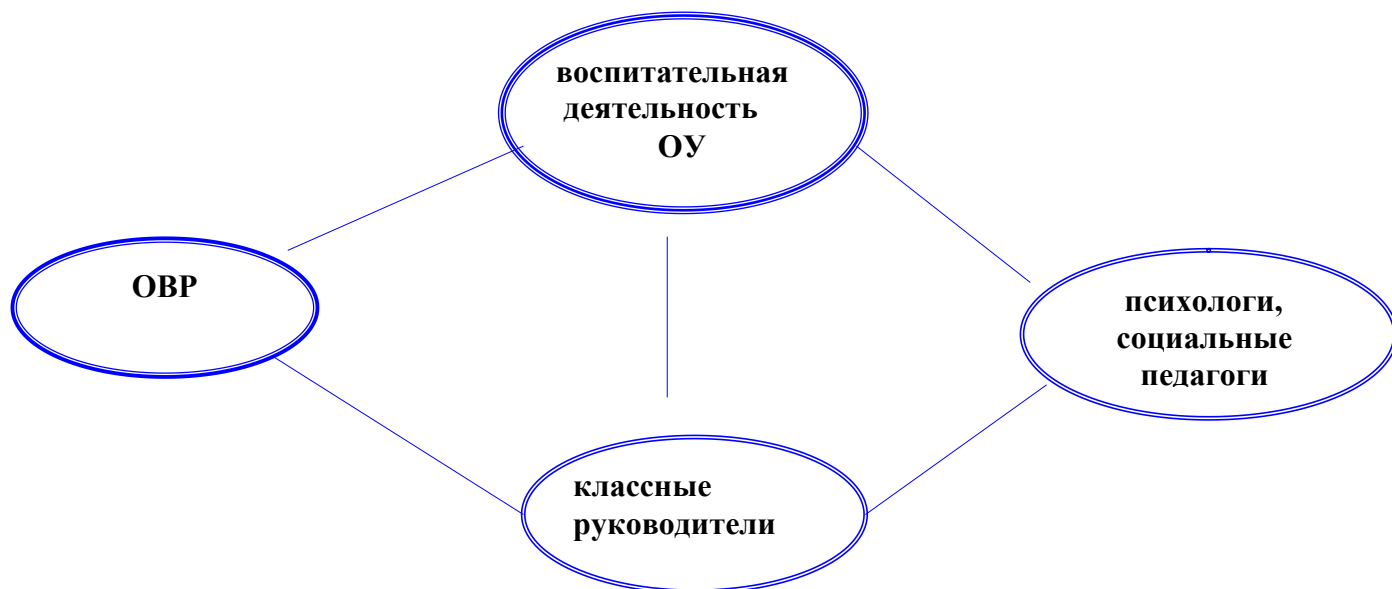 воспитательная
деятельность
ОУ
ОВР
психологи,
социальные
педагоги
классные
руководители